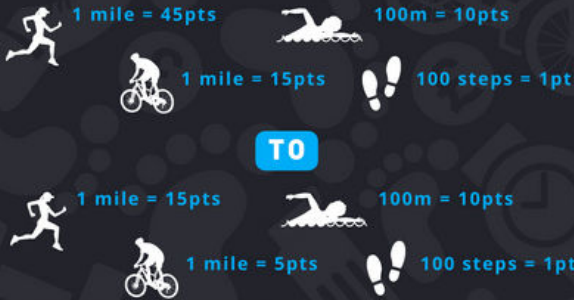 1 mile = 45pts
100m = 10pts
1 mile = 15pts
100 steps = 1pt
TO
1 mile = 15pts
100m = 10pts
1 mile = 5pts
100 steps = 1pt